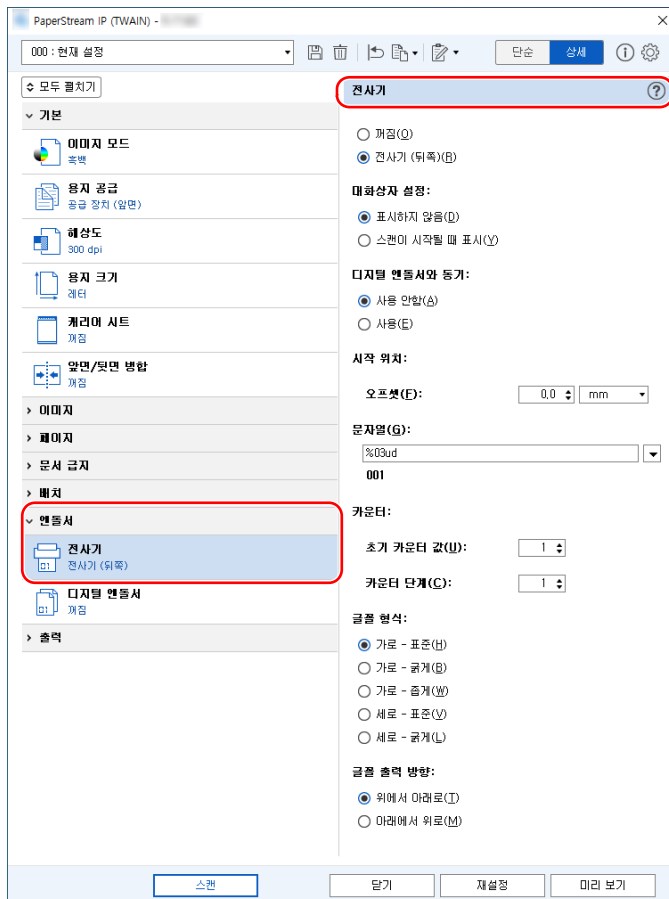 PaperStream IP (TWAIN) -
000 : 현재 설정
단순
상세
모두 펼치기
기본
이미지 모드
흑백
용지 공급
공급 장치 (앞면)
해상도
300 dpi
용지 크기
레터
캐리어 시트
꺼짐
앞면/뒷면 병합
꺼짐
이미지
페이지
문서 급지
배치
엔돌서
전사기
전사기 (뒤쪽)
디지털 엔돌서
꺼짐
출력
전사기
꺼짐(O)
전사기 (뒤쪽)(R)
대화상자 설정:
표시하지 않음(D)
스캔이 시작될 때 표시(Y)
디지털 엔돌서와 동기:
사용 안함(A)
사용(E)
시작 위치:
오프셋(F): 0.0 mm
문자열(G):
%03ud
001
카운터:
초기 카운터 값(U): 1
카운터 단계(C): 1
글꼴 형식:
가로 - 표준(H)
가로 - 굵게(B)
가로 - 좁게(W)
세로 - 표준(V)
세로 - 굵게(L)
글꼴 출력 방향:
위에서 아래로(T)
아래에서 위로(M)
스캔 닫기 재설정 미리 보기